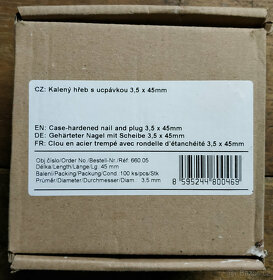 CZ: Kalený hřeb s ucpávkou 3,5 x 45mm
EN: Case-hardened nail and plug 3,5 x 45mm
DE: Gehärteter Nagel mit Scheibe 3,5 x 45mm
FR: Clou en acier trempé avec rondelle d'étanchéité 3,5 x 45mm
Obj.číslo/Order No./Bestell-Nr./Réf. 660.05
Délka/Length/Länge/Lg. 45 mm
Balení/Packing/Packung/Cond. 100 ks/pcs/Stk
Průměr/Diameter/Durchmesser/Diam: 3,5 mm
8 595244 800469